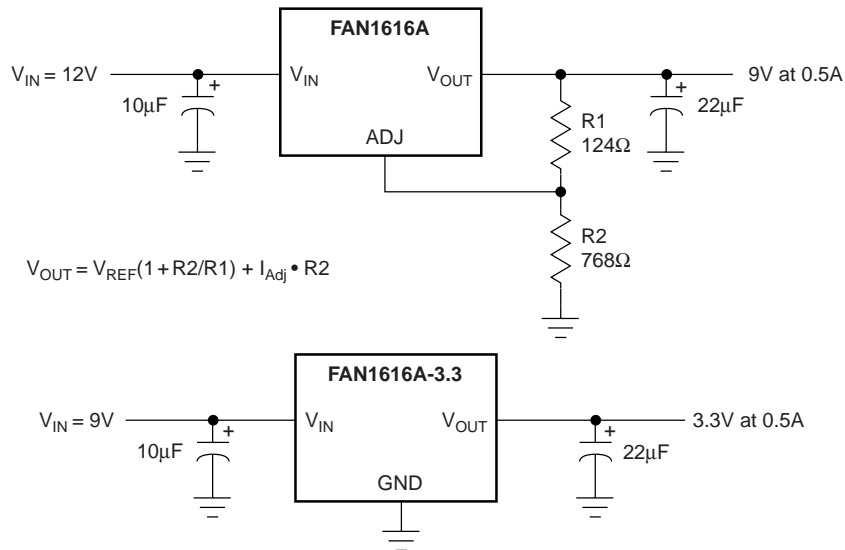 FAN1616A
V_IN = 12V
V_IN
V_OUT
9V at 0.5A
10μF
+
+
22μF
ADJ
R1
124Ω
R2
768Ω
V_OUT = V_REF(1 + R2/R1) + I_Adj • R2
FAN1616A-3.3
V_IN = 9V
V_IN
V_OUT
3.3V at 0.5A
10μF
+
+
22μF
GND